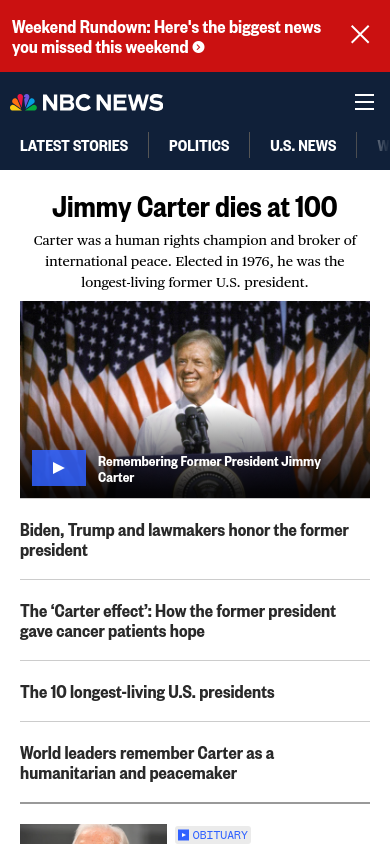 Weekend Rundown: Here's the biggest news
you missed this weekend
NBC NEWS
LATEST STORIES
POLITICS
U.S. NEWS
W
Jimmy Carter dies at 100
Carter was a human rights champion and broker of
international peace. Elected in 1976, he was the
longest-living former U.S. president.
Remembering Former President Jimmy
Carter
Biden, Trump and lawmakers honor the former
president
The ‘Carter effect’: How the former president
gave cancer patients hope
The 10 longest-living U.S. presidents
World leaders remember Carter as a
humanitarian and peacemaker
OBITUARY